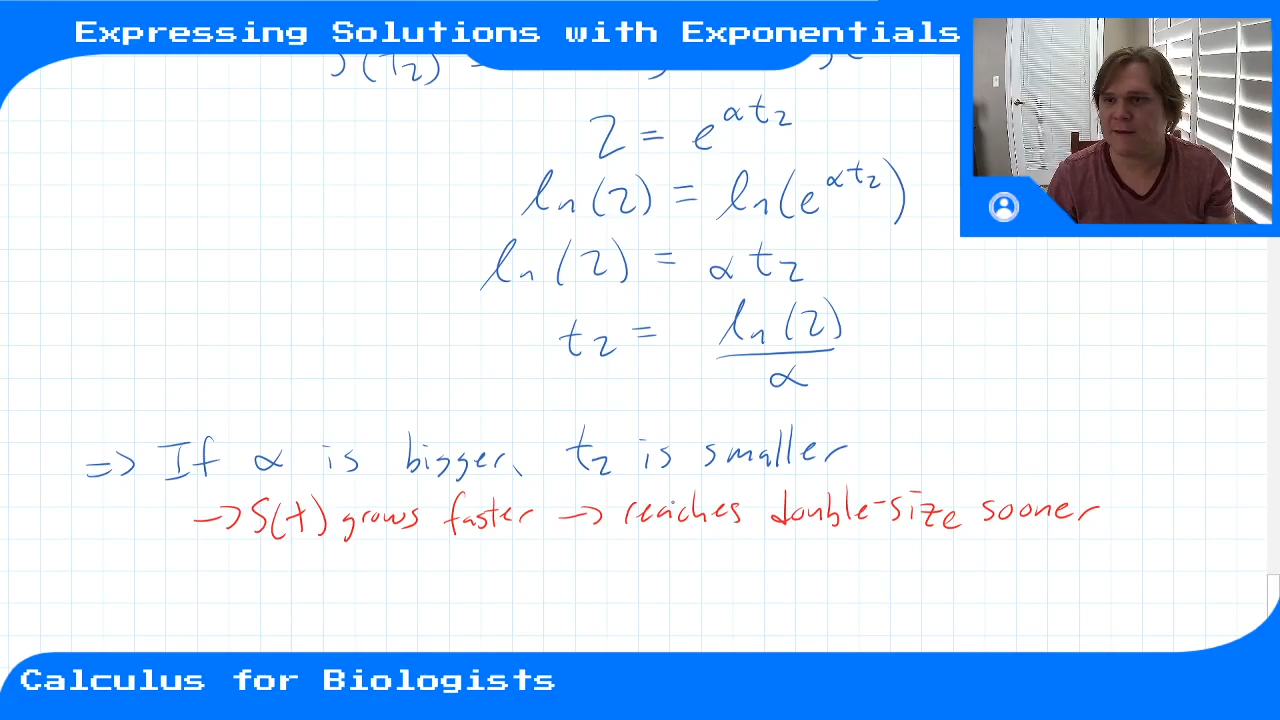 Expressing Solutions with Exponentials
2 = e^{αt₂}
ln(2) = ln(e^{αt₂})
ln(2) = αt₂
t₂ = ln(2)/α
=> If α is bigger, t₂ is smaller
→ S(t) grows faster → reaches double-size sooner
Calculus for Biologists